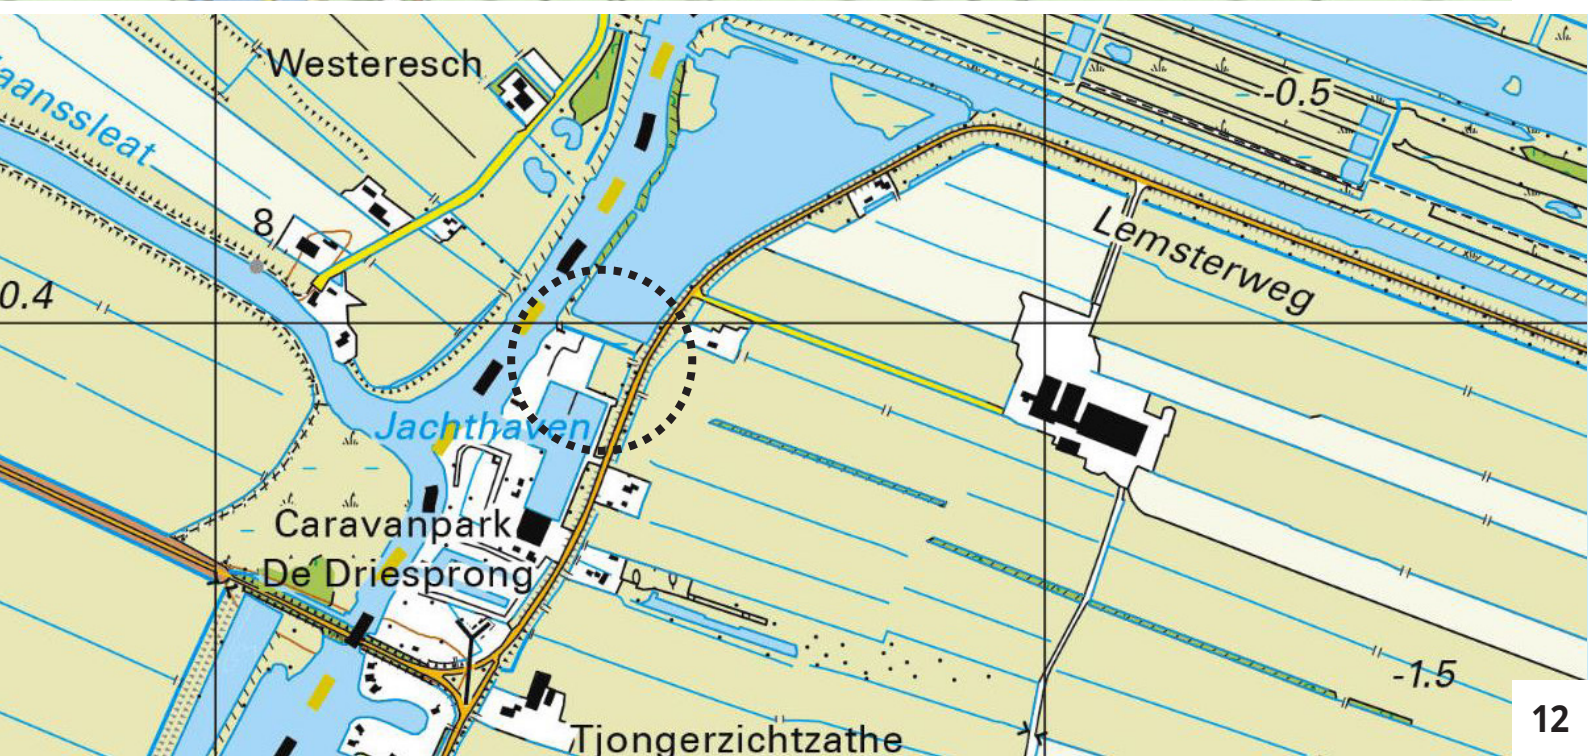 Westeresch
aanssleat
-0.5
8
Lemsterweg
0.4
Jachthaven
Caravanpark
De Driesprong
-1.5
12
Tjongerzichtzathe